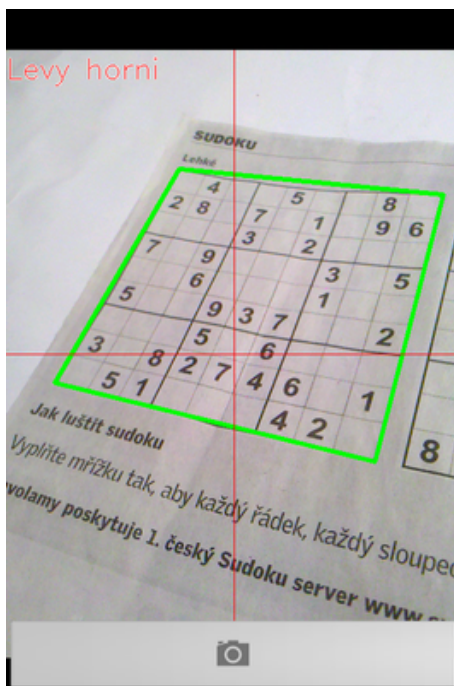 Levy horni
SUDOKU
Lehké
4 5 8
2 8 7 1 9 6
3 2
7 9 3 5
6 1
5 9 3 7 2
5 6
3 8 2 7 4 6 1
5 1 4 2
8
Jak luštit sudoku
Vyplňte mřížku tak, aby každý řádek, každý sloupec
volamy poskytuje 1. český Sudoku server www.s